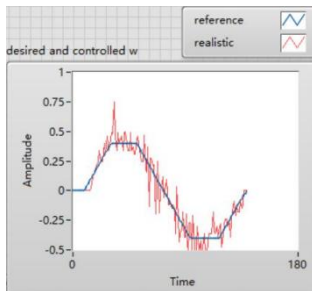 reference
realistic
desired and controlled w
1
0.75
0.5
0.25
0
-0.25
-0.5
Amplitude
0
180
Time